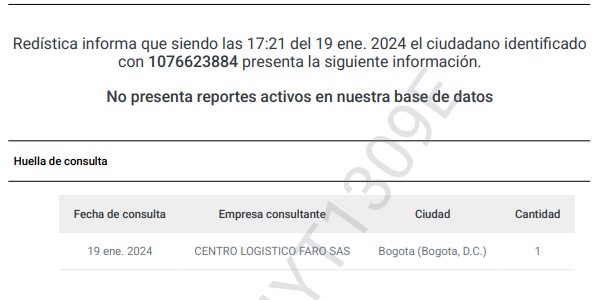 Redística informa que siendo las 17:21 del 19 ene. 2024 el ciudadano identificado
con 1076623884 presenta la siguiente información.
No presenta reportes activos en nuestra base de datos
Huella de consulta
Fecha de consulta Empresa consultante Ciudad Cantidad
19 ene. 2024 CENTRO LOGISTICO FARO SAS Bogota (Bogota, D.C.) 1
YT1309E